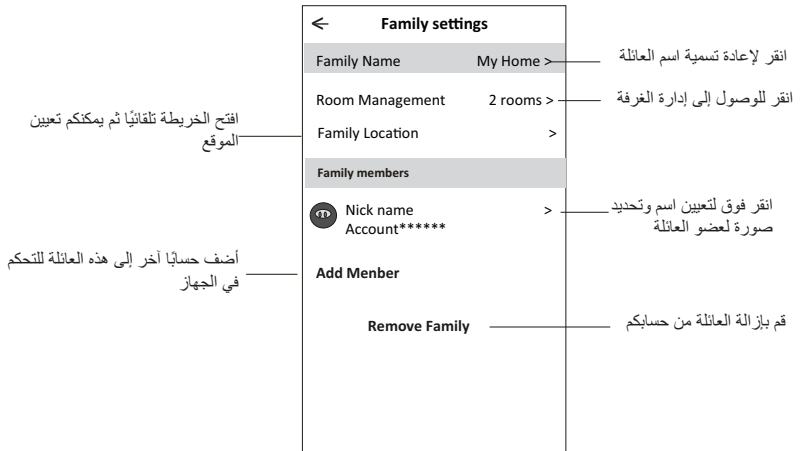 Family settings
Family Name My Home >
انقر لإعادة تسمية اسم العائلة
Room Management 2 rooms >
انقر للوصول إلى إدارة الغرفة
Family Location >
افتح الخريطة تلقائيًا ثم يمكنكم تعيين
الموقع
Family members
Nick name >
Account******
انقر فوق لتعيين اسم وتحديد
صورة لعضو العائلة
Add Menber
أضف حسابًا آخر إلى هذه العائلة للتحكم
في الجهاز
Remove Family
قم بإزالة العائلة من حسابكم